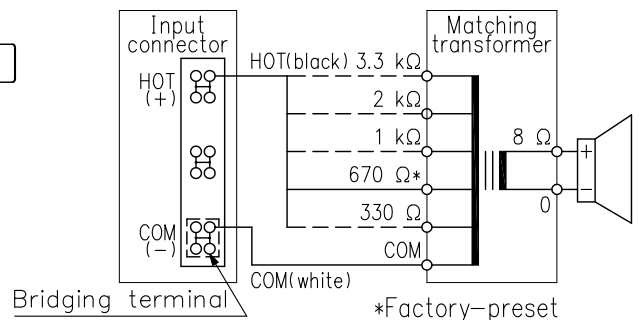 Input
connector
Matching
transformer
HOT
(+)
HOT(black)
3.3 kΩ
2 kΩ
1 kΩ
670 Ω*
330 Ω
COM
8 Ω
+
−
0
COM
(−)
COM(white)
Bridging terminal
*Factory-preset